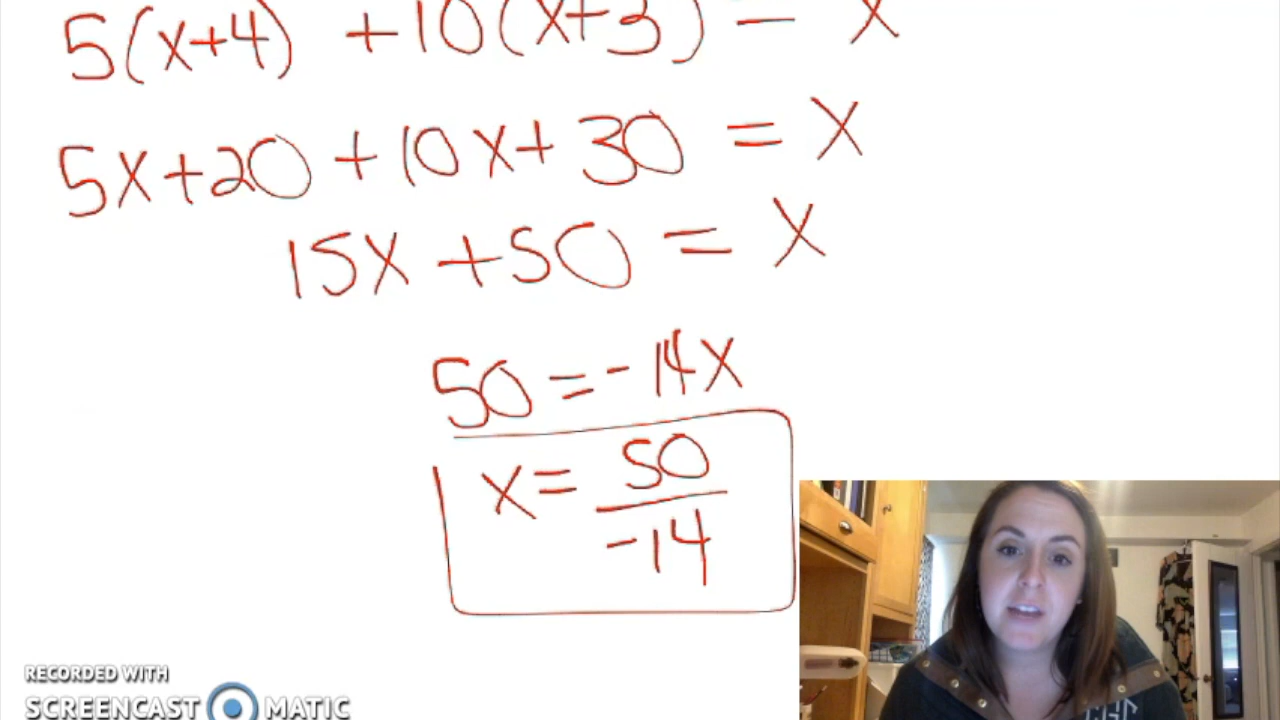 5(x+4) +10(x+3) = x
5x+20 +10x+30 = x
15x +50 = x
50 = -14x
x = 50
-14
RECORDED WITH
SCREENCAST MATIC